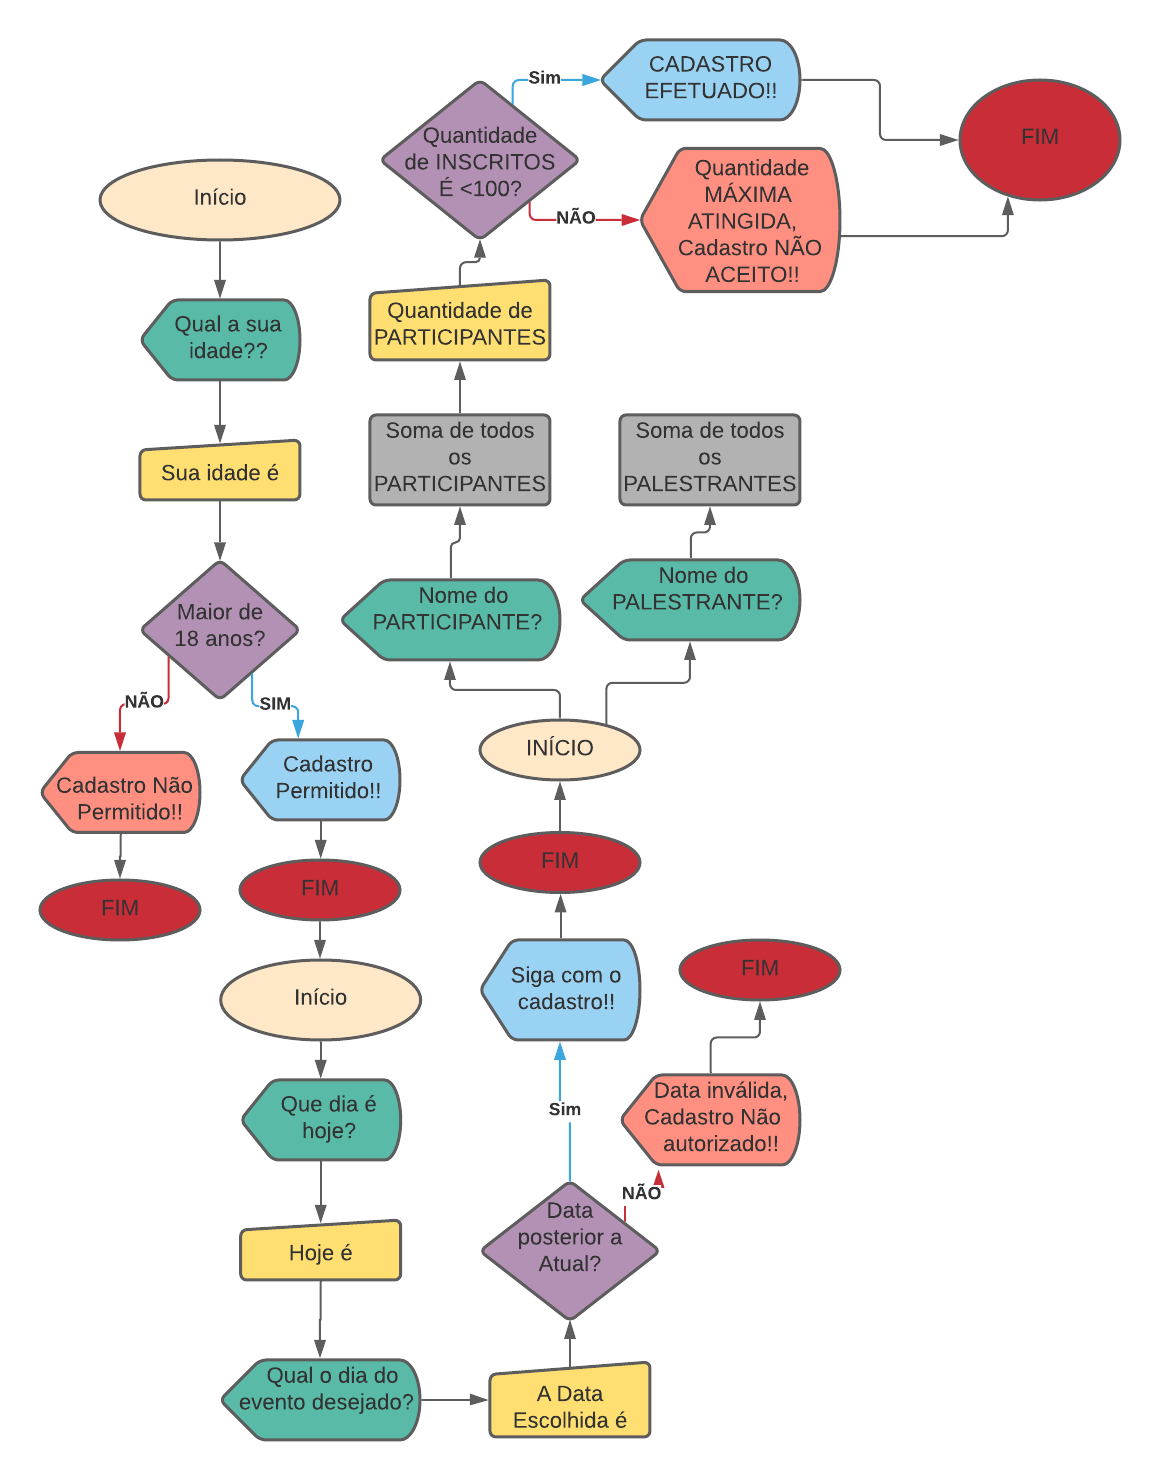 Início
Qual a sua
idade??
Sua idade é
Maior de
18 anos?
NÃO
SIM
Cadastro Não
Permitido!!
FIM
Cadastro
Permitido!!
FIM
Início
Que dia é
hoje?
Hoje é
Qual o dia do
evento desejado?
A Data
Escolhida é
Data
posterior a
Atual?
NÃO
Data inválida,
Cadastro Não
autorizado!!
FIM
Sim
Siga com o
cadastro!!
FIM
INÍCIO
Nome do
PALESTRANTE?
Soma de todos
os
PALESTRANTES
Nome do
PARTICIPANTE?
Soma de todos
os
PARTICIPANTES
Quantidade de
PARTICIPANTES
Quantidade
de INSCRITOS
É <100?
Sim
CADASTRO
EFETUADO!!
NÃO
Quantidade
MÁXIMA
ATINGIDA,
Cadastro NÃO
ACEITO!!
FIM